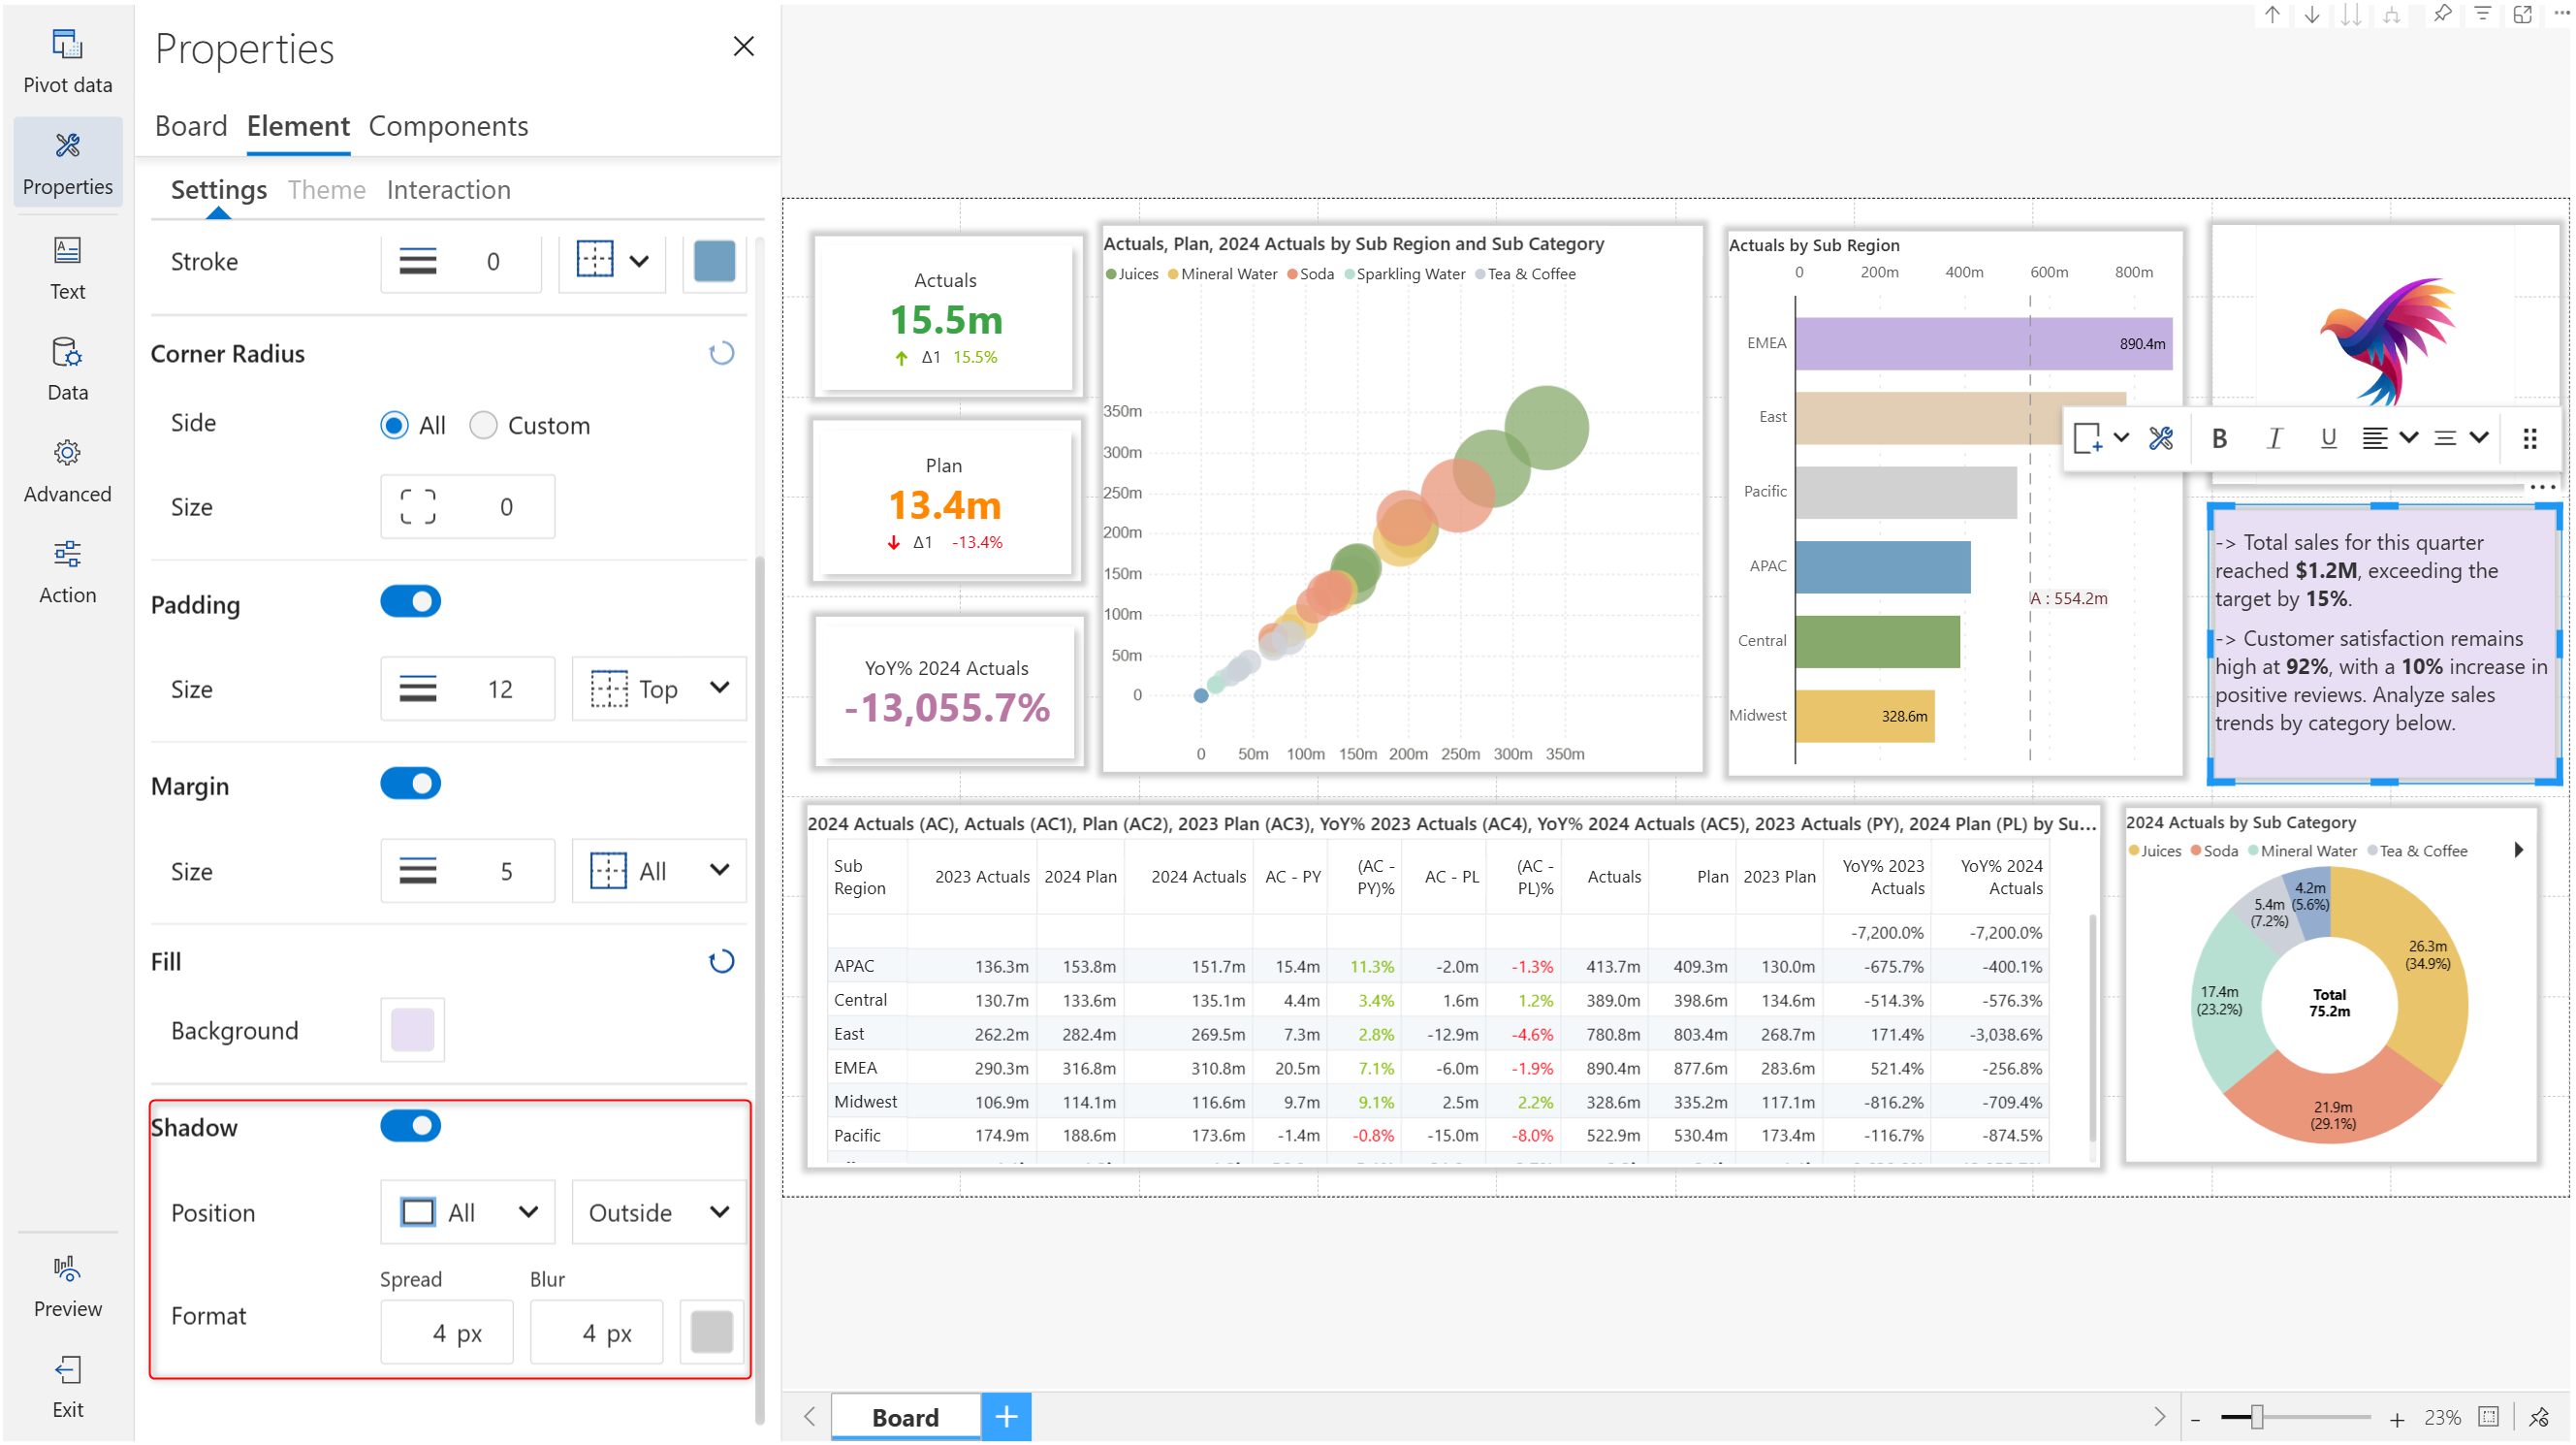 Pivot data
Properties
Text
Data
Advanced
Action
Preview
Exit
Properties
Board Element Components
Settings Theme Interaction
Stroke 0
Corner Radius
Side All Custom
Size 0
Padding
Size 12 Top
Margin
Size 5 All
Fill
Background
Shadow
Position All Outside
Spread Blur
Format 4 px 4 px
Actuals
15.5m
Δ1 15.5%
Plan
13.4m
Δ1 -13.4%
YoY% 2024 Actuals
-13,055.7%
Actuals, Plan, 2024 Actuals by Sub Region and Sub Category
Juices Mineral Water Soda Sparkling Water Tea & Coffee
350m
300m
250m
200m
150m
100m
50m
0
0 50m 100m 150m 200m 250m 300m 350m
Actuals by Sub Region
0 200m 400m 600m 800m
EMEA 890.4m
East
Pacific
APAC
A : 554.2m
Central
Midwest 328.6m
B I U
-> Total sales for this quarter
reached $1.2M, exceeding the
target by 15%.
-> Customer satisfaction remains
high at 92%, with a 10% increase in
positive reviews. Analyze sales
trends by category below.
2024 Actuals (AC), Actuals (AC1), Plan (AC2), 2023 Plan (AC3), YoY% 2023 Actuals (AC4), YoY% 2024 Actuals (AC5), 2023 Actuals (PY), 2024 Plan (PL) by Su...
Sub Region 2023 Actuals 2024 Plan 2024 Actuals AC - PY (AC - PY)% AC - PL (AC - PL)% Actuals Plan 2023 Plan YoY% 2023 Actuals YoY% 2024 Actuals
-7,200.0% -7,200.0%
APAC 136.3m 153.8m 151.7m 15.4m 11.3% -2.0m -1.3% 413.7m 409.3m 130.0m -675.7% -400.1%
Central 130.7m 133.6m 135.1m 4.4m 3.4% 1.6m 1.2% 389.0m 398.6m 134.6m -514.3% -576.3%
East 262.2m 282.4m 269.5m 7.3m 2.8% -12.9m -4.6% 780.8m 803.4m 268.7m 171.4% -3,038.6%
EMEA 290.3m 316.8m 310.8m 20.5m 7.1% -6.0m -1.9% 890.4m 877.6m 283.6m 521.4% -256.8%
Midwest 106.9m 114.1m 116.6m 9.7m 9.1% 2.5m 2.2% 328.6m 335.2m 117.1m -816.2% -709.4%
Pacific 174.9m 188.6m 173.6m -1.4m -0.8% -15.0m -8.0% 522.9m 530.4m 173.4m -116.7% -874.5%
2024 Actuals by Sub Category
Juices Soda Mineral Water Tea & Coffee
4.2m
(5.6%)
5.4m
(7.2%)
26.3m
(34.9%)
17.4m
(23.2%)
Total
75.2m
21.9m
(29.1%)
Board
23%